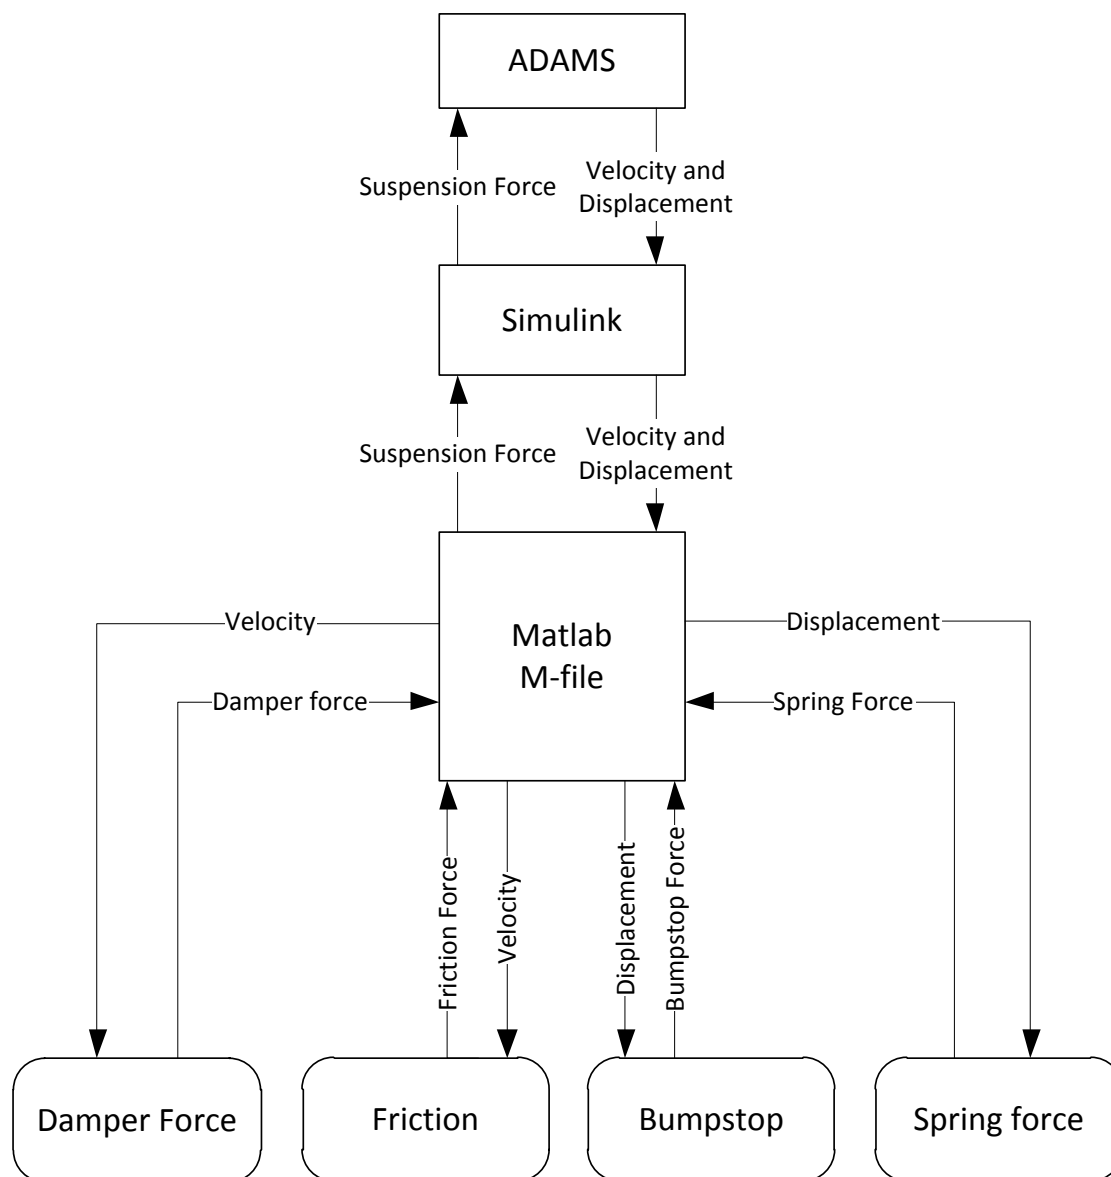 ADAMS
Suspension Force
Velocity and
Displacement
Simulink
Suspension Force
Velocity and
Displacement
Matlab
M-file
Velocity
Displacement
Damper force
Spring Force
Friction Force
Velocity
Displacement
Bumpstop Force
Damper Force
Friction
Bumpstop
Spring force